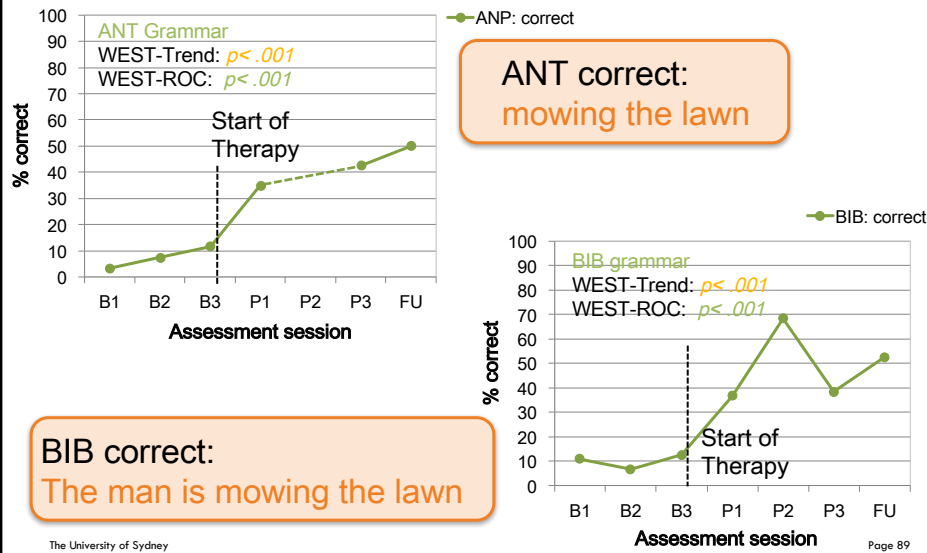 ANP: correct
100
90
80
70
60
50
40
30
20
10
0
% correct
ANT Grammar
WEST-Trend: p< .001
WEST-ROC: p< .001
Start of
Therapy
B1 B2 B3 P1 P2 P3 FU
Assessment session
ANT correct:
mowing the lawn
BIB: correct
100
90
80
70
60
50
40
30
20
10
0
% correct
BIB grammar
WEST-Trend: p< .001
WEST-ROC: p< .001
Start of
Therapy
B1 B2 B3 P1 P2 P3 FU
Assessment session
BIB correct:
The man is mowing the lawn
The University of Sydney
Page 89